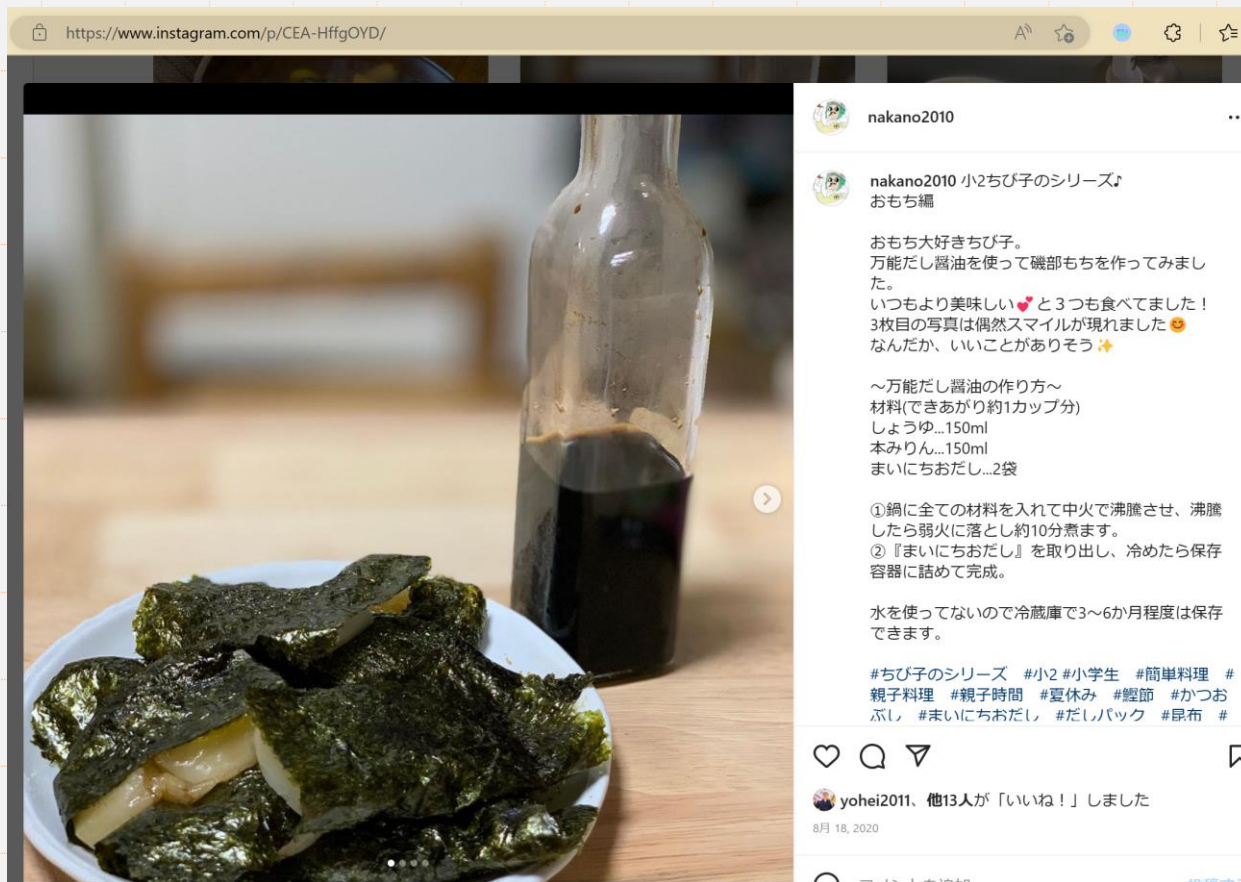 https://www.instagram.com/p/CEA-HffgOYD/
nakano2010
nakano2010 小2ちび子のシリーズ♪
おもち編
おもち大好きちび子。
万能だし醤油を使って磯部もちを作ってみまし
た。
いつもより美味しい💕と３つも食べてました！
3枚目の写真は偶然スマイルが現れました😊
なんだか、いいことがありそう✨
〜万能だし醤油の作り方〜
材料(できあがり約1カップ分)
しょうゆ...150ml
本みりん...150ml
まいにちおだし...2袋
①鍋に全ての材料を入れて中火で沸騰させ、沸騰
したら弱火に落とし約10分煮ます。
②『まいにちおだし』を取り出し、冷めたら保存
容器に詰めて完成。
水を使ってないので冷蔵庫で3〜6か月程度は保存
できます。
#ちび子のシリーズ #小2 #小学生 #簡単料理 #
親子料理 #親子時間 #夏休み #鰹節 #かつお
ぶし #まいにちおだし #だしパック #昆布 #
yohei2011、他13人が「いいね！」しました
8月 18, 2020